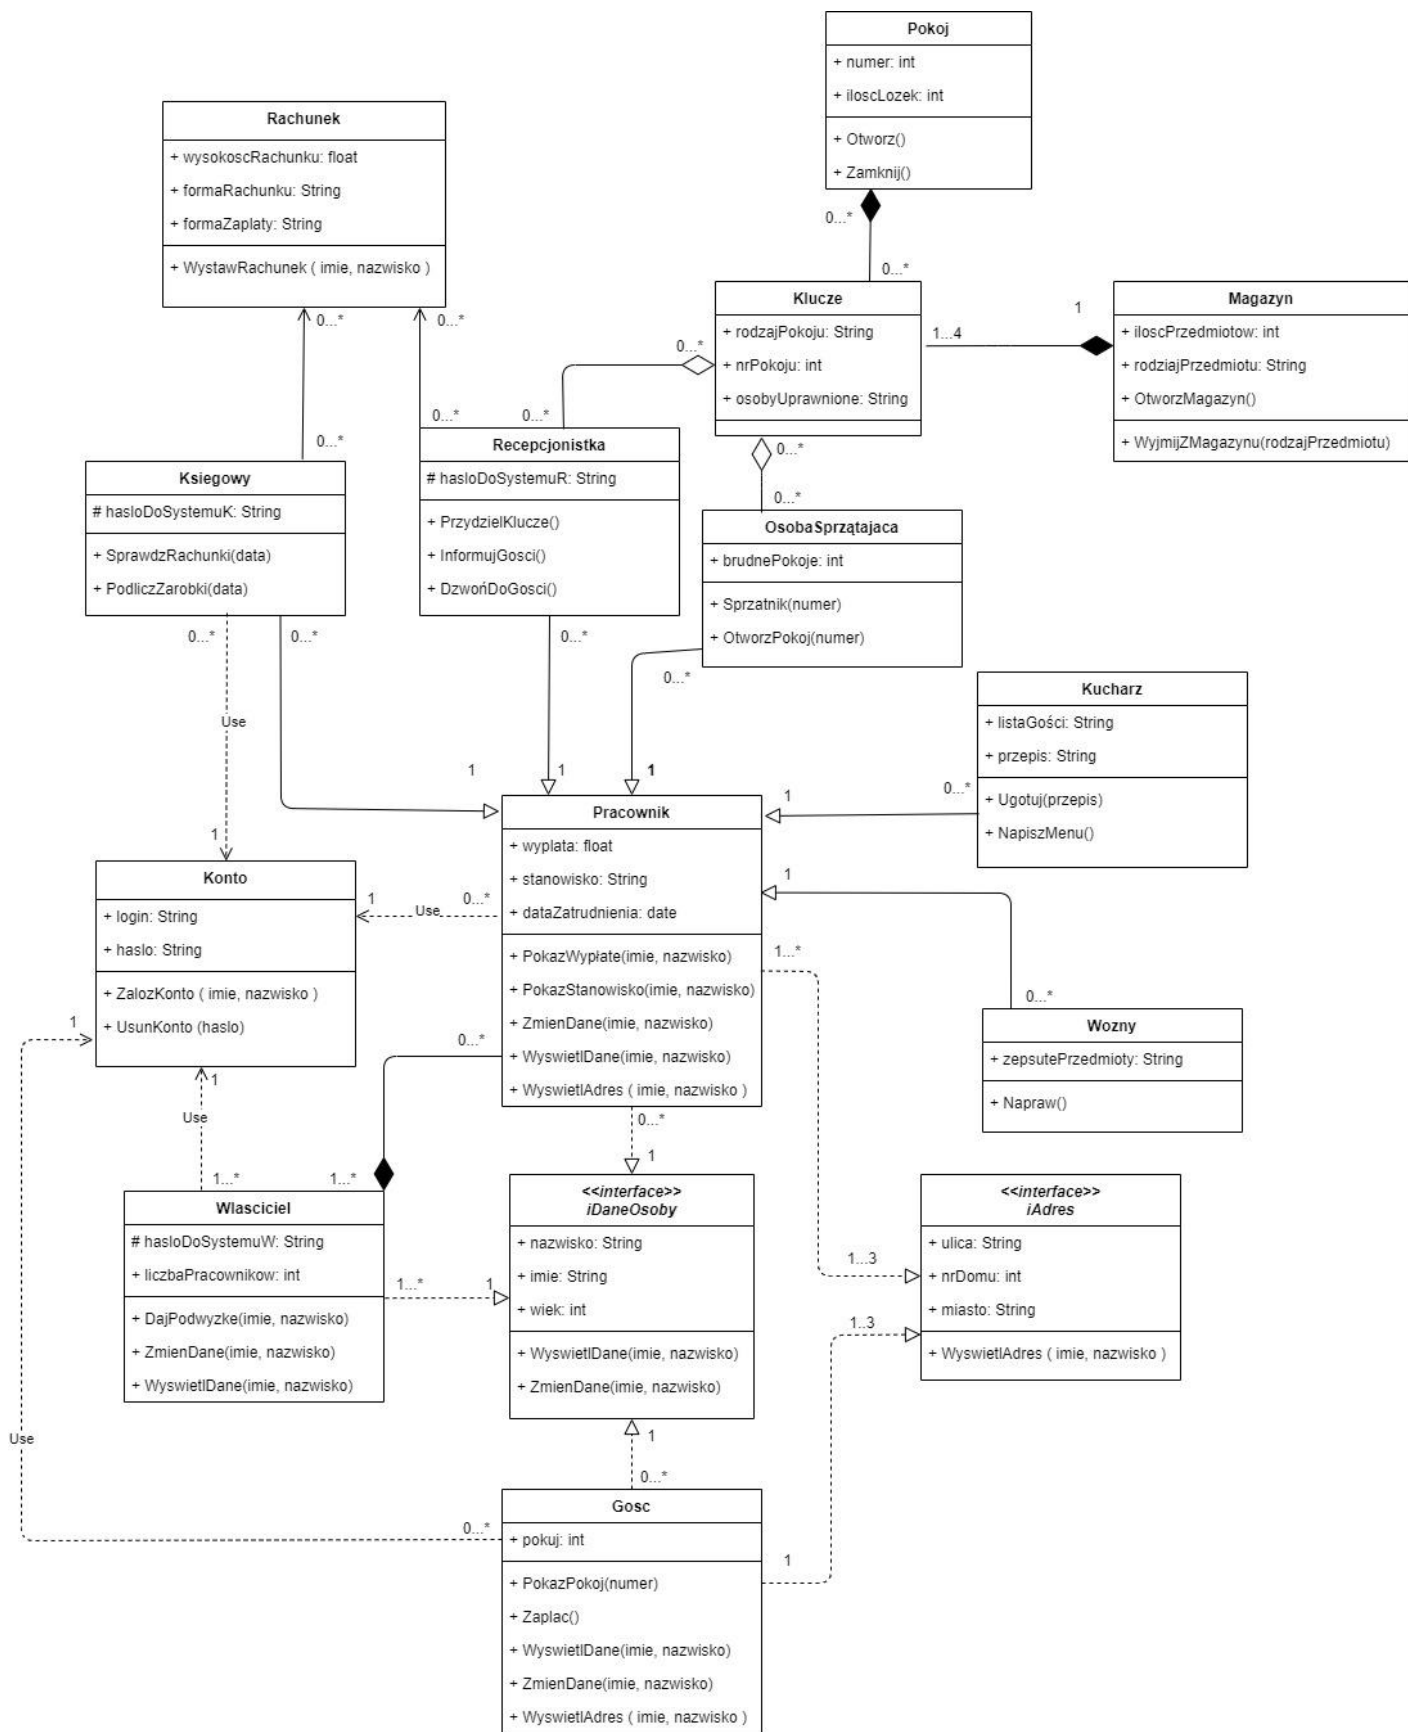 Pokoj
+ numer: int
+ iloscLozek: int
+ Otworz()
+ Zamknij()
0...*
0...*
Rachunek
+ wysokoscRachunku: float
+ formaRachunku: String
+ formaZaplaty: String
+ WystawRachunek ( imie, nazwisko )
0...*
0...*
0...*
0...*
Klucze
+ rodzajPokoju: String
+ nrPokoju: int
+ osobyUprawnione: String
0...*
0...*
0...*
0...*
1...4
1
Magazyn
+ iloscPrzedmiotow: int
+ rodziajPrzedmiotu: String
+ OtworzMagazyn()
+ WyjmijZMagazynu(rodzajPrzedmiotu)
Recepcjonistka
# hasloDoSystemuR: String
+ PrzydzielKlucze()
+ InformujGosci()
+ DzwońDoGosci()
0...*
1
Ksiegowy
# hasloDoSystemuK: String
+ SprawdzRachunki(data)
+ PodliczZarobki(data)
0...*
0...*
Use
1
1
OsobaSprzątajaca
+ brudnePokoje: int
+ Sprzatnik(numer)
+ OtworzPokoj(numer)
0...*
1
Kucharz
+ listaGości: String
+ przepis: String
+ Ugotuj(przepis)
+ NapiszMenu()
0...*
1
Pracownik
+ wyplata: float
+ stanowisko: String
+ dataZatrudnienia: date
+ PokazWypłate(imie, nazwisko)
+ PokazStanowisko(imie, nazwisko)
+ ZmienDane(imie, nazwisko)
+ WyswietlDane(imie, nazwisko)
+ WyswietlAdres ( imie, nazwisko )
1
0...*
1...*
0...*
1
Konto
+ login: String
+ haslo: String
+ ZalozKonto ( imie, nazwisko )
+ UsunKonto (haslo)
1
Use
0...*
1
1
Use
1...*
1...*
Wozny
+ zepsutePrzedmioty: String
+ Napraw()
Wlasciciel
# hasloDoSystemuW: String
+ liczbaPracownikow: int
+ DajPodwyzke(imie, nazwisko)
+ ZmienDane(imie, nazwisko)
+ WyswietlDane(imie, nazwisko)
1...*
1
<<interface>>
iDaneOsoby
+ nazwisko: String
+ imie: String
+ wiek: int
+ WyswietlDane(imie, nazwisko)
+ ZmienDane(imie, nazwisko)
1
0...*
<<interface>>
iAdres
+ ulica: String
+ nrDomu: int
+ miasto: String
+ WyswietlAdres ( imie, nazwisko )
1...3
1..3
Use
0...*
1
Gosc
+ pokuj: int
+ PokazPokoj(numer)
+ Zaplac()
+ WyswietlDane(imie, nazwisko)
+ ZmienDane(imie, nazwisko)
+ WyswietlAdres ( imie, nazwisko )